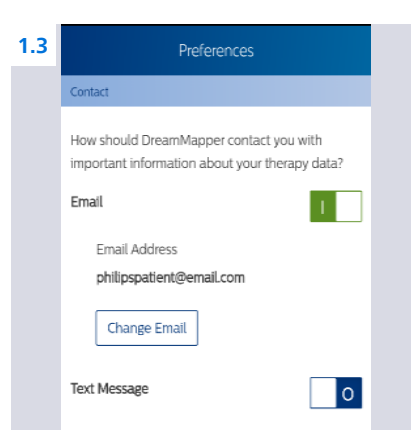 1.3
Preferences
Contact
How should DreamMapper contact you with
important information about your therapy data?
Email
I
Email Address
philipspatient@email.com
Change Email
Text Message
O